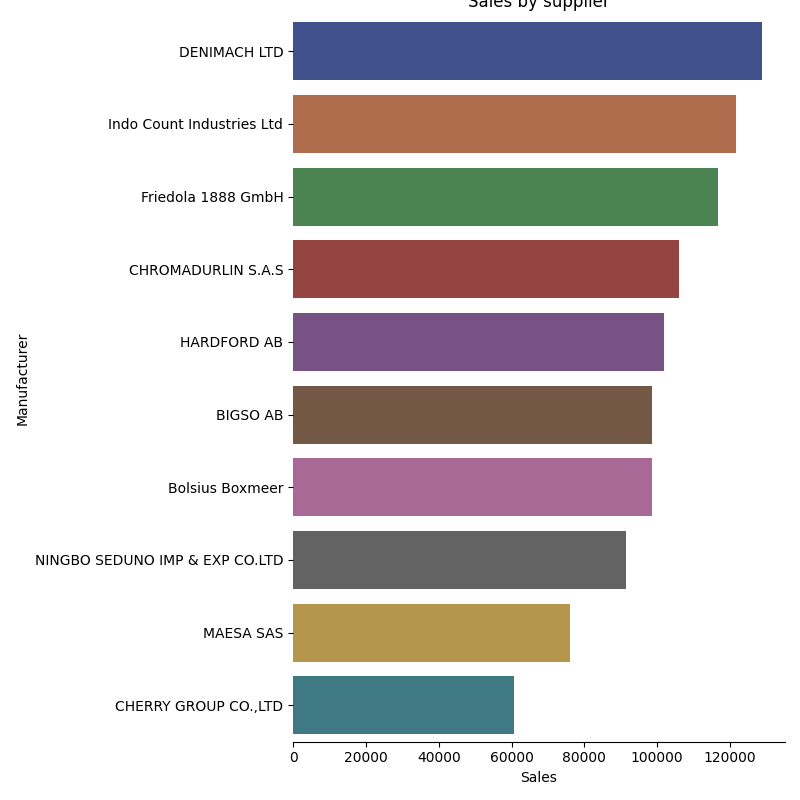 Sales by supplier
DENIMACH LTD
Indo Count Industries Ltd
Friedola 1888 GmbH
CHROMADURLIN S.A.S
HARDFORD AB
BIGSO AB
Bolsius Boxmeer
NINGBO SEDUNO IMP & EXP CO.LTD
MAESA SAS
CHERRY GROUP CO.,LTD
Manufacturer
0 20000 40000 60000 80000 100000 120000
Sales